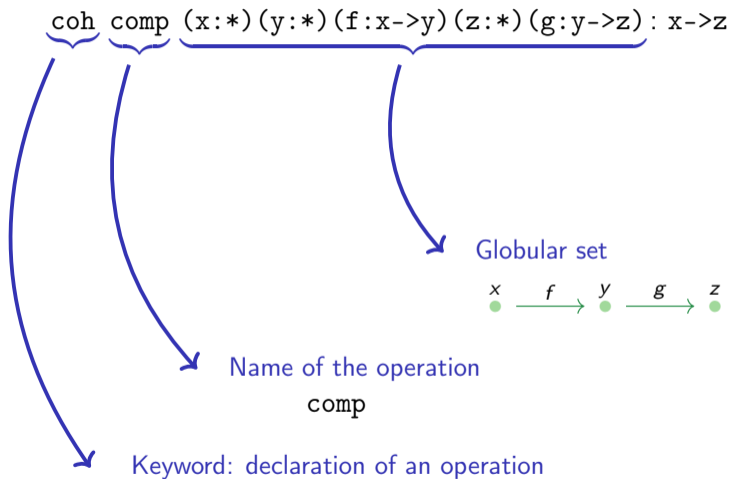 coh comp (x:*)(y:*)(f:x->y)(z:*)(g:y->z) : x->z
Globular set
x f y g z
Name of the operation
comp
Keyword: declaration of an operation